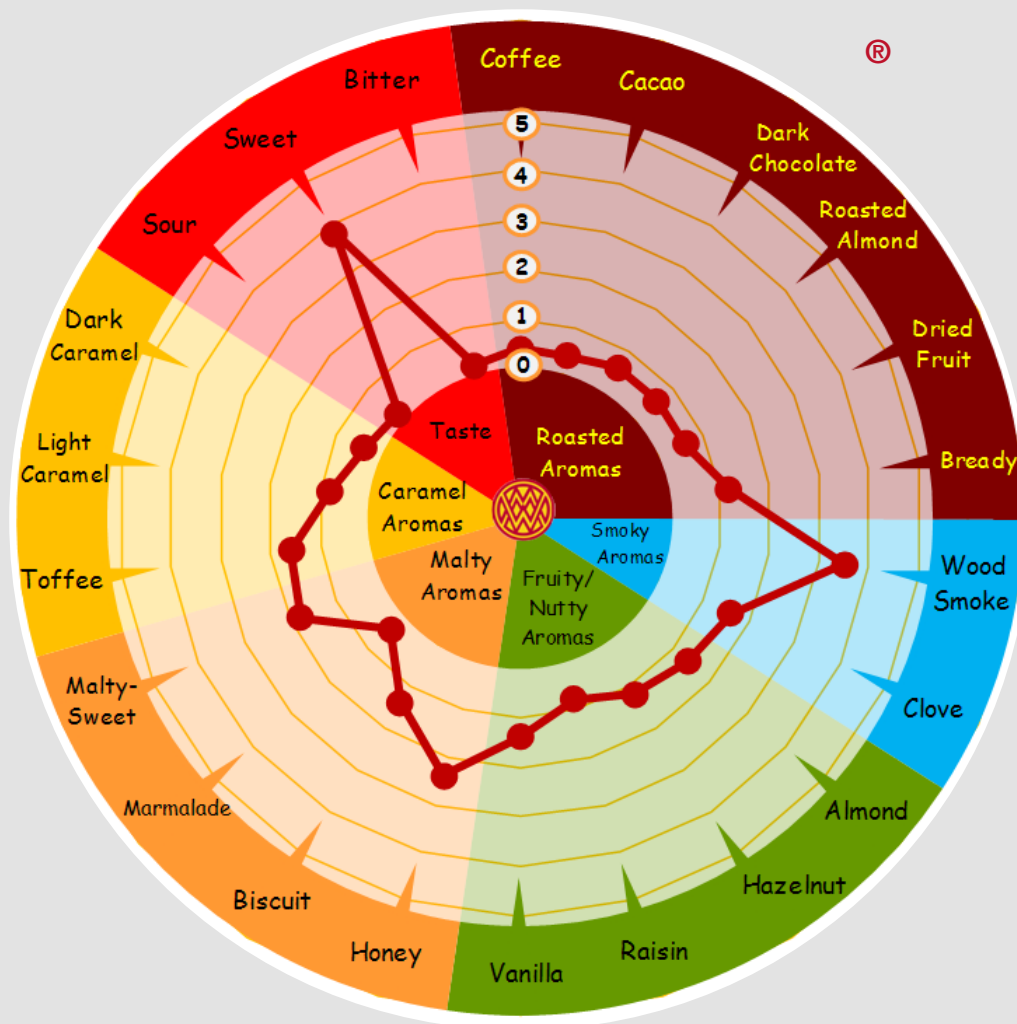 ®
Coffee
Cacao
Dark
Chocolate
Roasted
Almond
Dried
Fruit
Bready
Wood
Smoke
Clove
Almond
Hazelnut
Raisin
Vanilla
Honey
Biscuit
Marmalade
Malty-
Sweet
Toffee
Light
Caramel
Dark
Caramel
Sour
Sweet
Bitter
5
4
3
2
1
0
Taste
Roasted
Aromas
Smoky
Aromas
Fruity/
Nutty
Aromas
Malty
Aromas
Caramel
Aromas